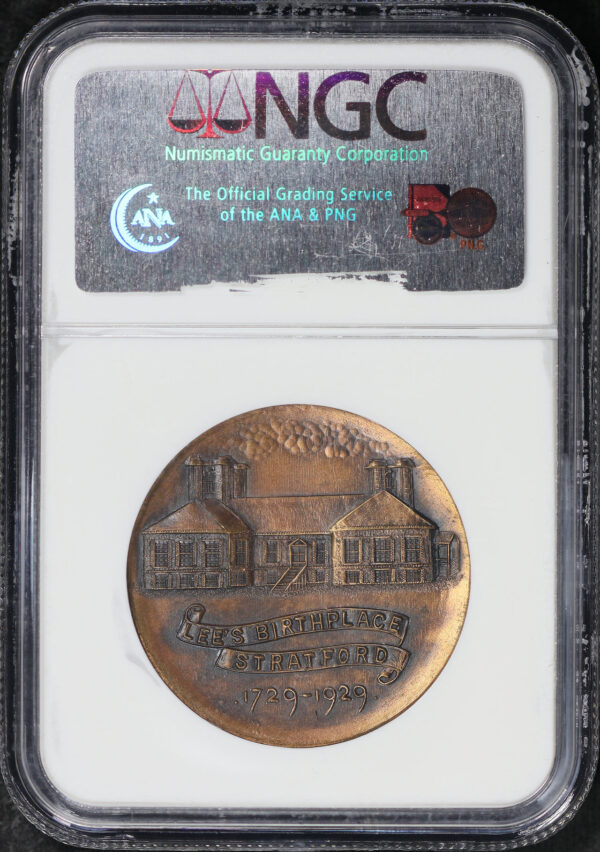 NGC
Numismatic Guaranty Corporation
The Official Grading Service
of the ANA & PNG
ANA
1891
PNG
LEE'S BIRTHPLACE
STRATFORD
.1729-1929.